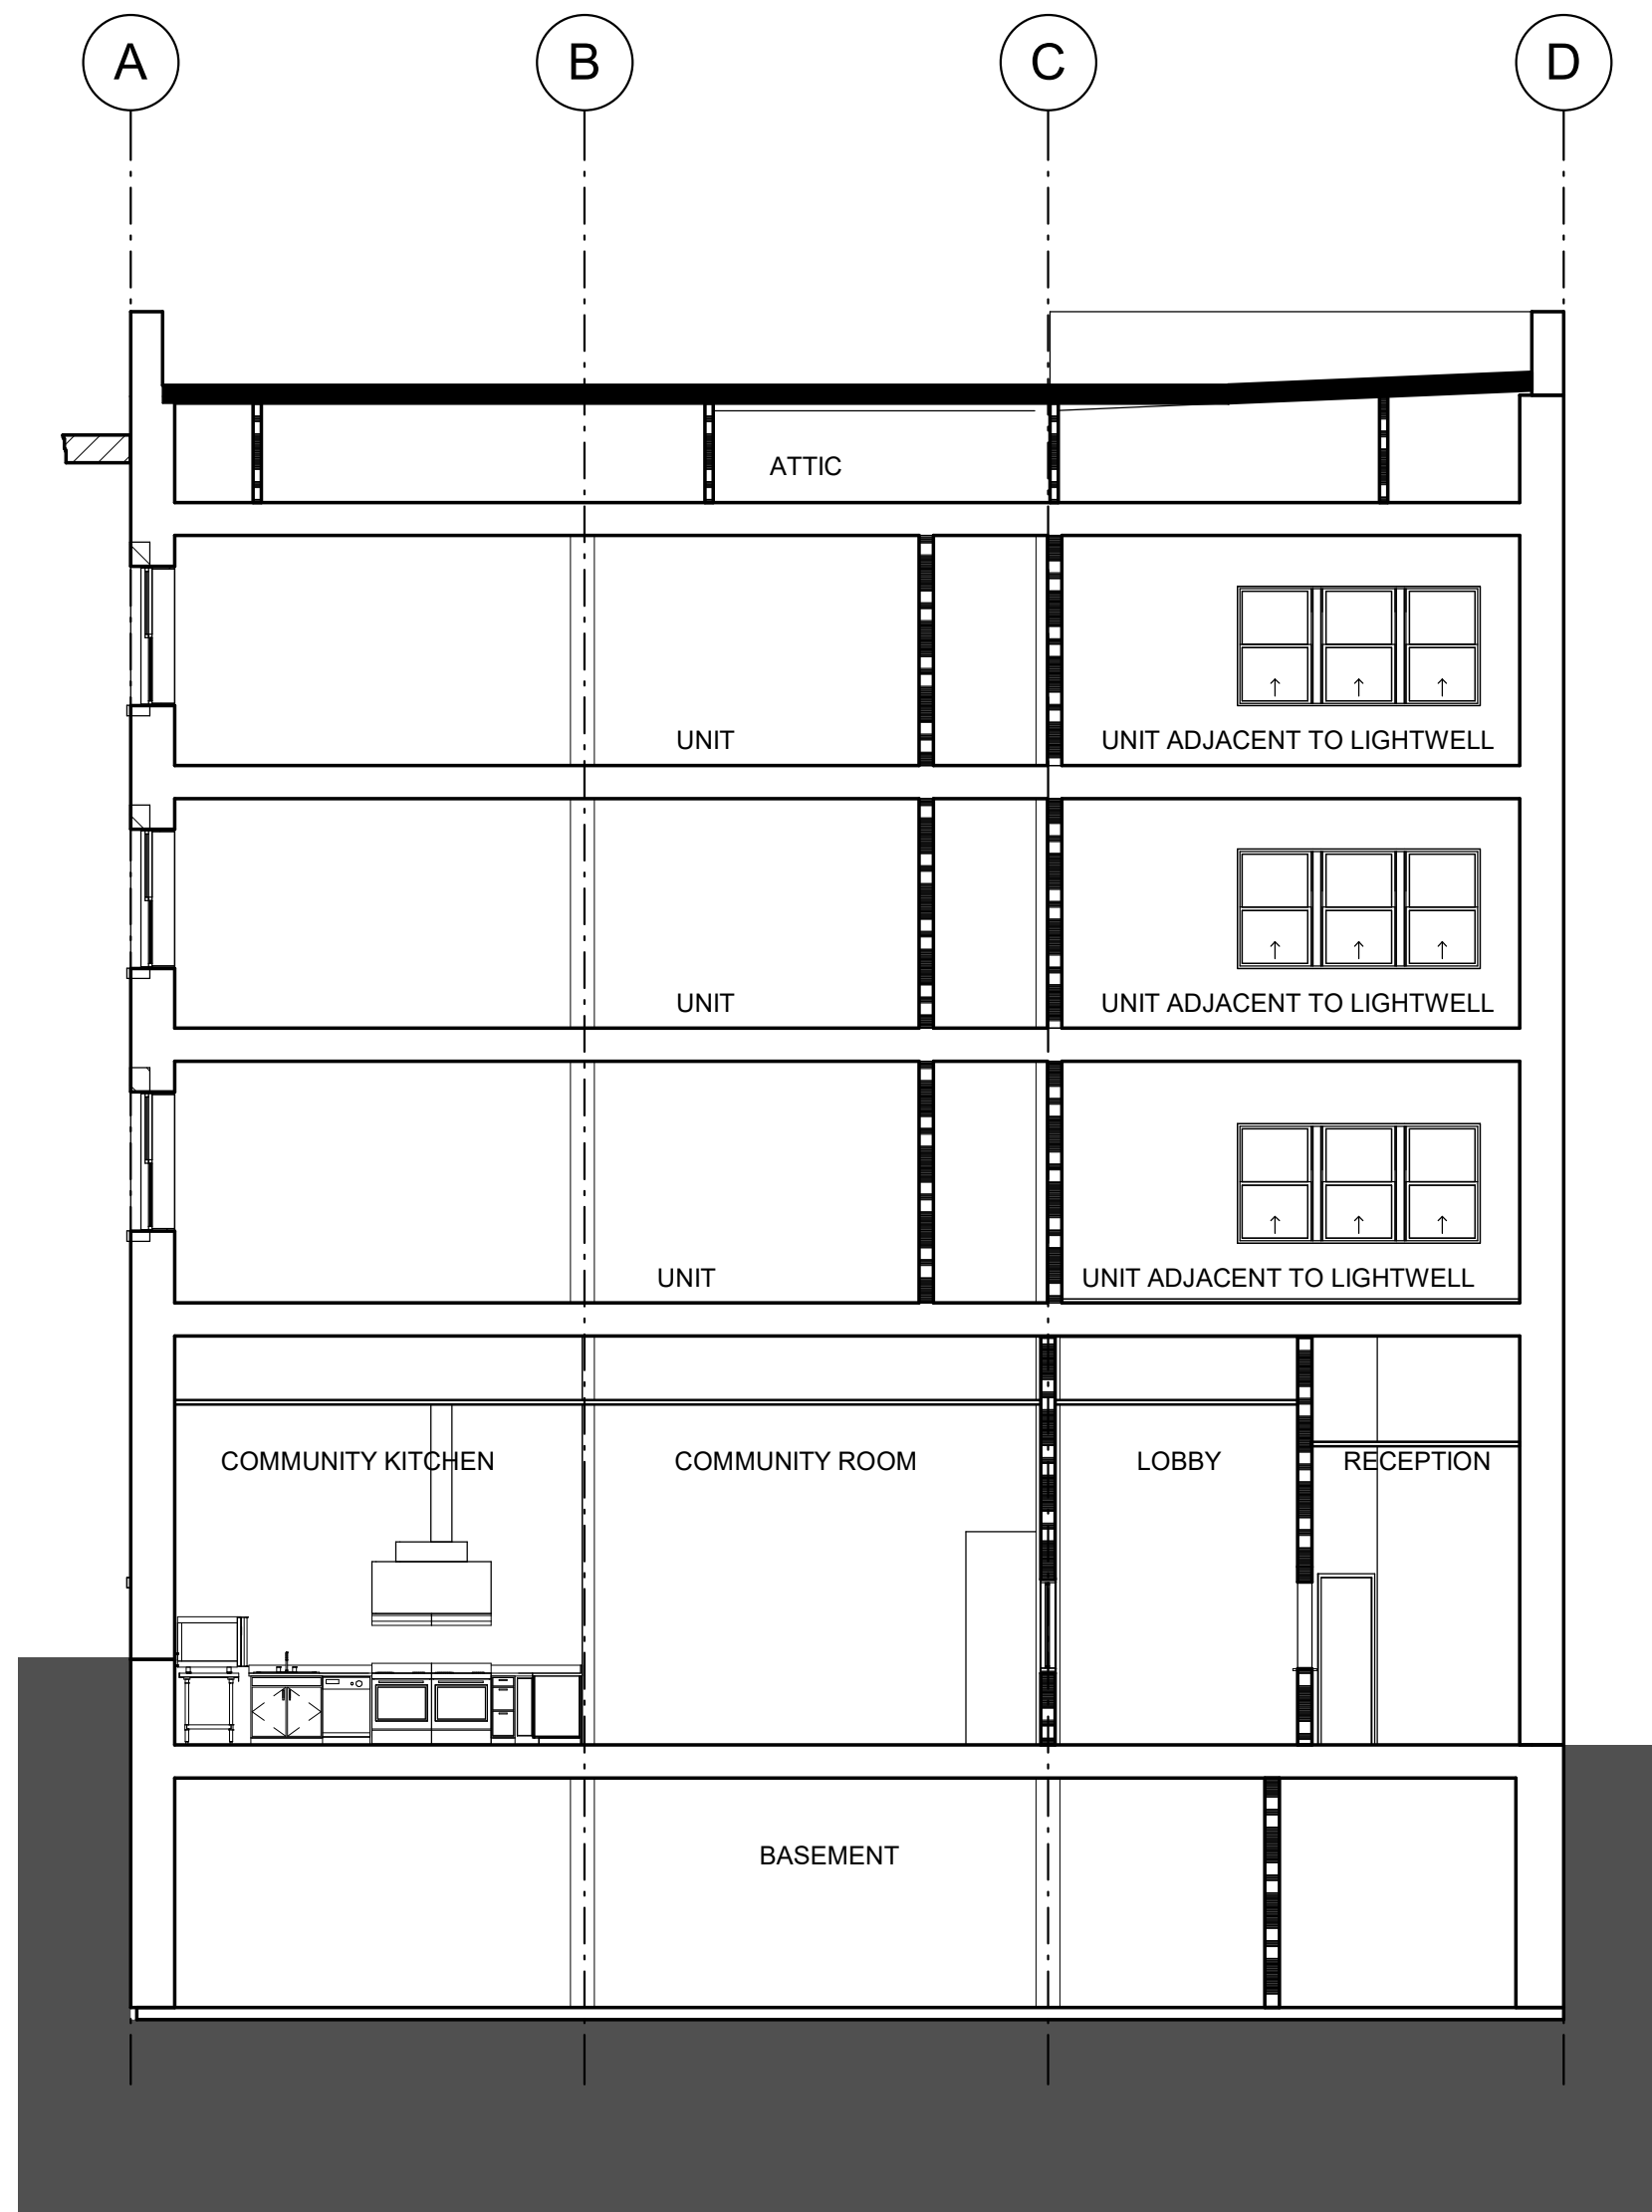 A B C D
ATTIC
UNIT UNIT ADJACENT TO LIGHTWELL
UNIT UNIT ADJACENT TO LIGHTWELL
UNIT UNIT ADJACENT TO LIGHTWELL
COMMUNITY KITCHEN COMMUNITY ROOM LOBBY RECEPTION
BASEMENT